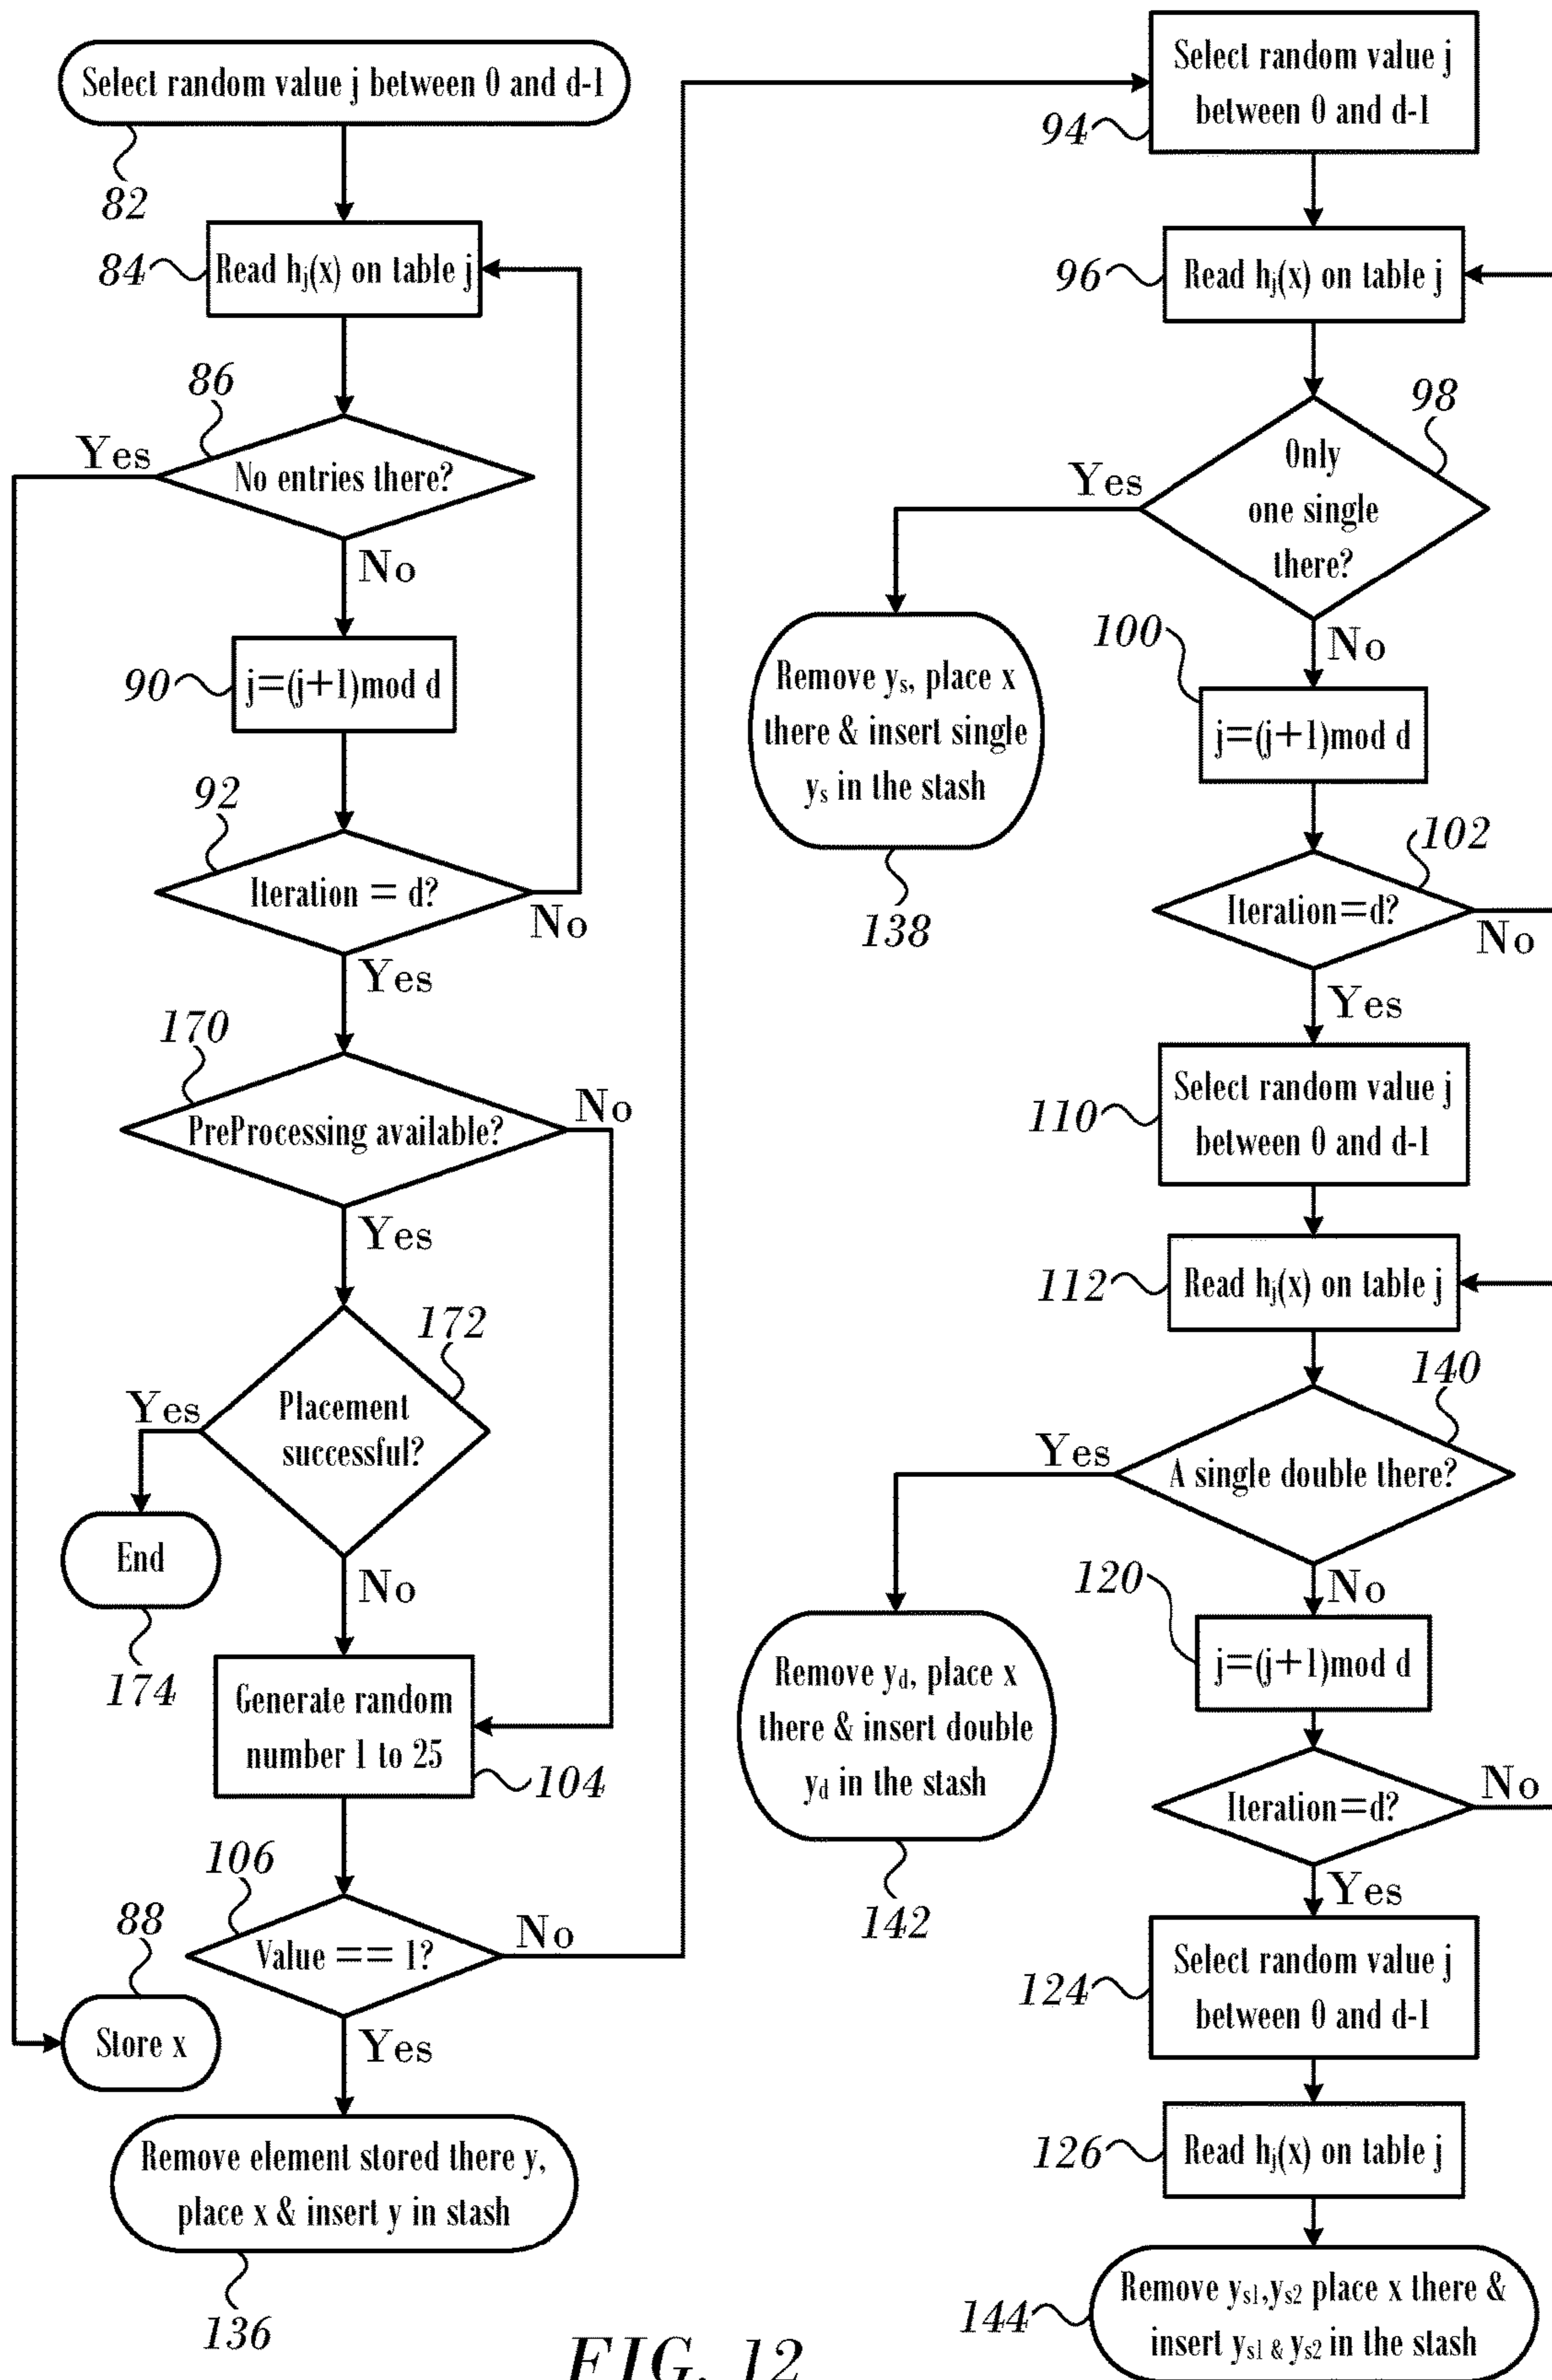 Select random value j between 0 and d-1
82
84
Read hj(x) on table j
86
Yes
No entries there?
No
90
j=(j+1)mod d
92
Iteration = d?
No
Yes
170
No
PreProcessing available?
Yes
172
Yes
Placement
successful?
End
No
174
Generate random
number 1 to 25
104
106
88
Value == 1?
No
Store x
Yes
Remove element stored there y,
place x & insert y in stash
136
Select random value j
between 0 and d-1
94
96
Read hj(x) on table j
98
Yes
Only
one single
there?
No
Remove ys, place x
there & insert single
ys in the stash
138
100
j=(j+1)mod d
102
Iteration=d?
No
Yes
110
Select random value j
between 0 and d-1
112
Read hj(x) on table j
140
Yes
A single double there?
No
Remove yd, place x
there & insert double
yd in the stash
142
120
j=(j+1)mod d
Iteration=d?
No
Yes
124
Select random value j
between 0 and d-1
126
Read hj(x) on table j
144
Remove ys1,ys2 place x there &
insert ys1 & ys2 in the stash
FIG. 12